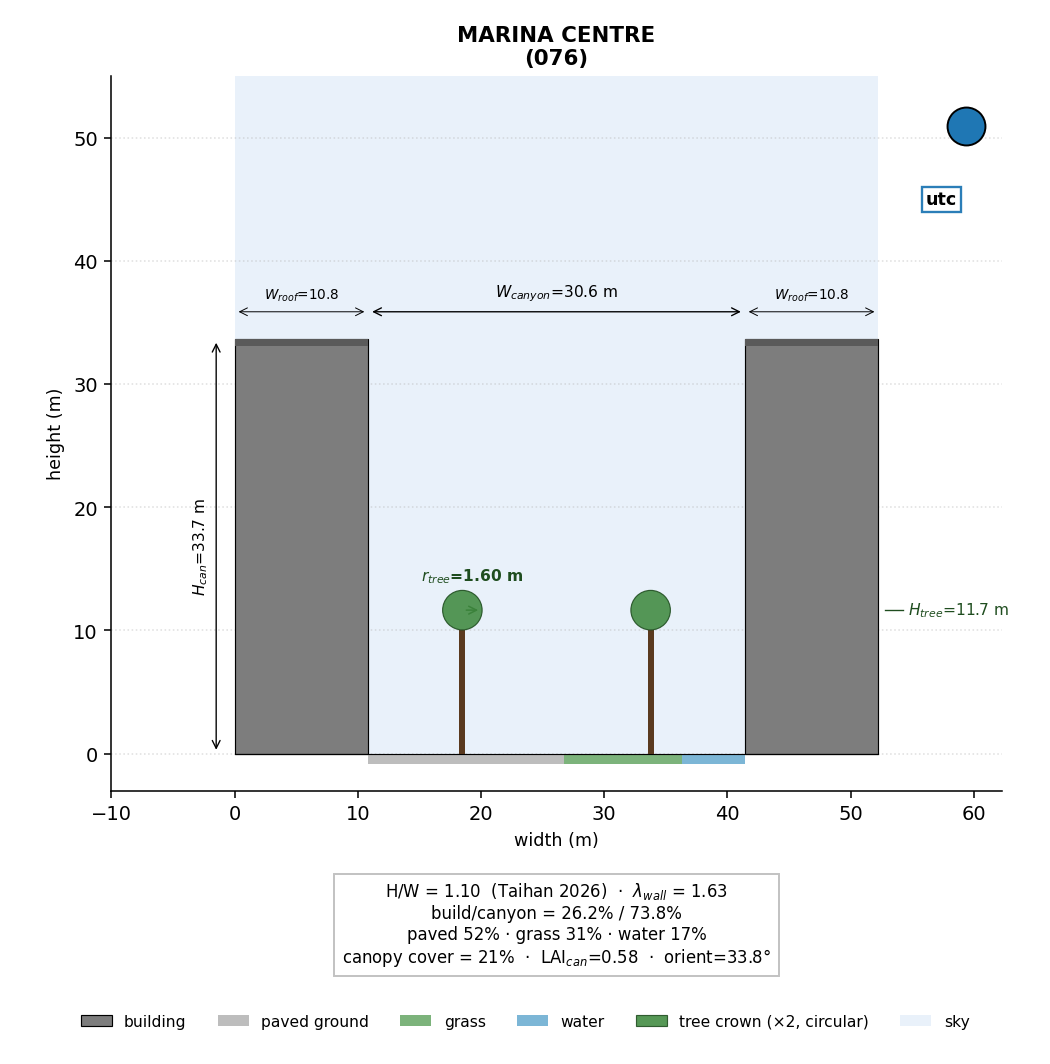 MARINA CENTRE
(076)
50
40
30
20
10
0
height (m)
utc
W_roof=10.8
W_canyon=30.6 m
W_roof=10.8
H_can=33.7 m
r_tree=1.60 m
H_tree=11.7 m
−10 0 10 20 30 40 50 60
width (m)
H/W = 1.10 (Taihan 2026) · λ_wall = 1.63
build/canyon = 26.2% / 73.8%
paved 52% · grass 31% · water 17%
canopy cover = 21% · LAI_can=0.58 · orient=33.8°
building paved ground grass water tree crown (×2, circular) sky